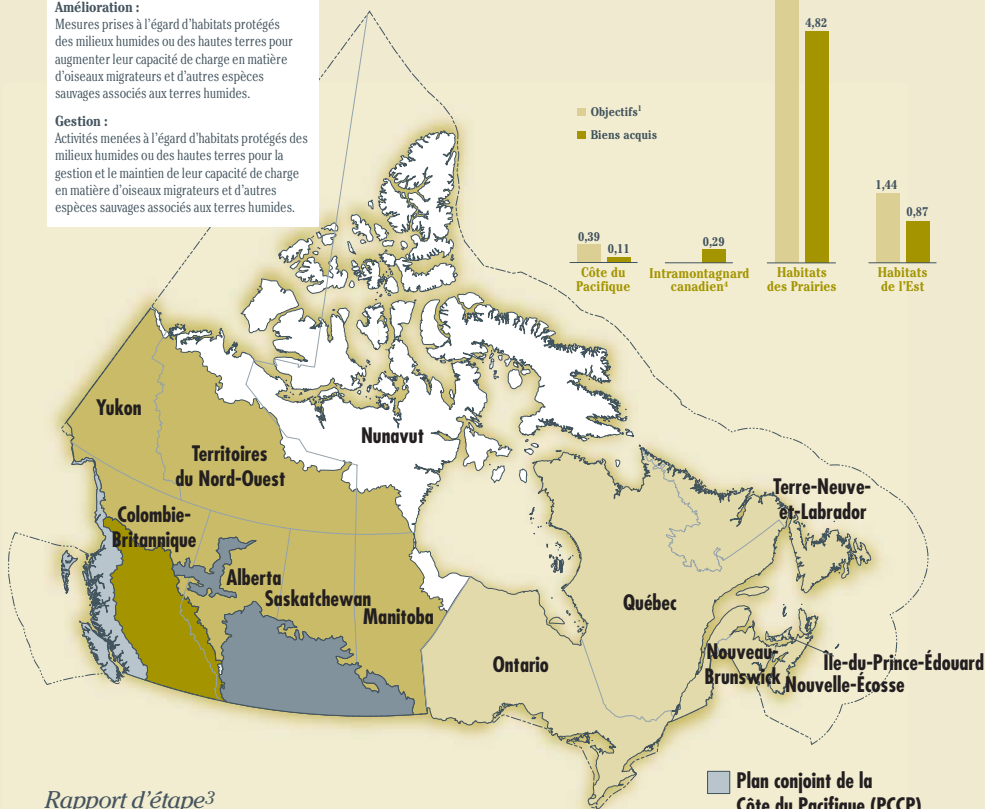 Amélioration :
Mesures prises à l'égard d'habitats protégés
des milieux humides ou des hautes terres pour
augmenter leur capacité de charge en matière
d'oiseaux migrateurs et d'autres espèces
sauvages associés aux terres humides.
Gestion :
Activités menées à l'égard d'habitats protégés des
milieux humides ou des hautes terres pour la
gestion et le maintien de leur capacité de charge
en matière d'oiseaux migrateurs et d'autres
espèces sauvages associés aux terres humides.
Objectifs¹
Biens acquis
4,82
1,44
0,87
0,39
0,11
0,29
Côte du
Pacifique
Intramontagnard
canadien⁴
Habitats
des Prairies
Habitats
de l'Est
Yukon
Territoires
du Nord-Ouest
Nunavut
Colombie-
Britannique
Alberta
Saskatchewan
Manitoba
Ontario
Québec
Terre-Neuve-
et-Labrador
Nouveau-
Brunswick
Île-du-Prince-Édouard
Nouvelle-Écosse
Rapport d'étape³
Plan conjoint de la
Côte du Pacifique (PCCP)